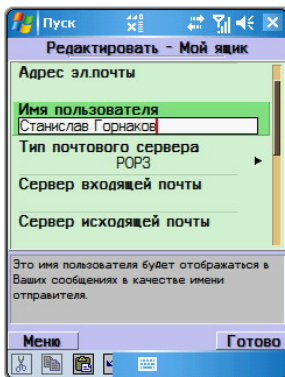 Пуск
Редактировать - Мой ящик
Адрес эл.почты
Имя пользователя
Станислав Горнаков
Тип почтового сервера
POP3
Сервер входящей почты
Сервер исходящей почты
Это имя пользователя будет отображаться в
Ваших сообщениях в качестве имени
отправителя.
Меню
Готово